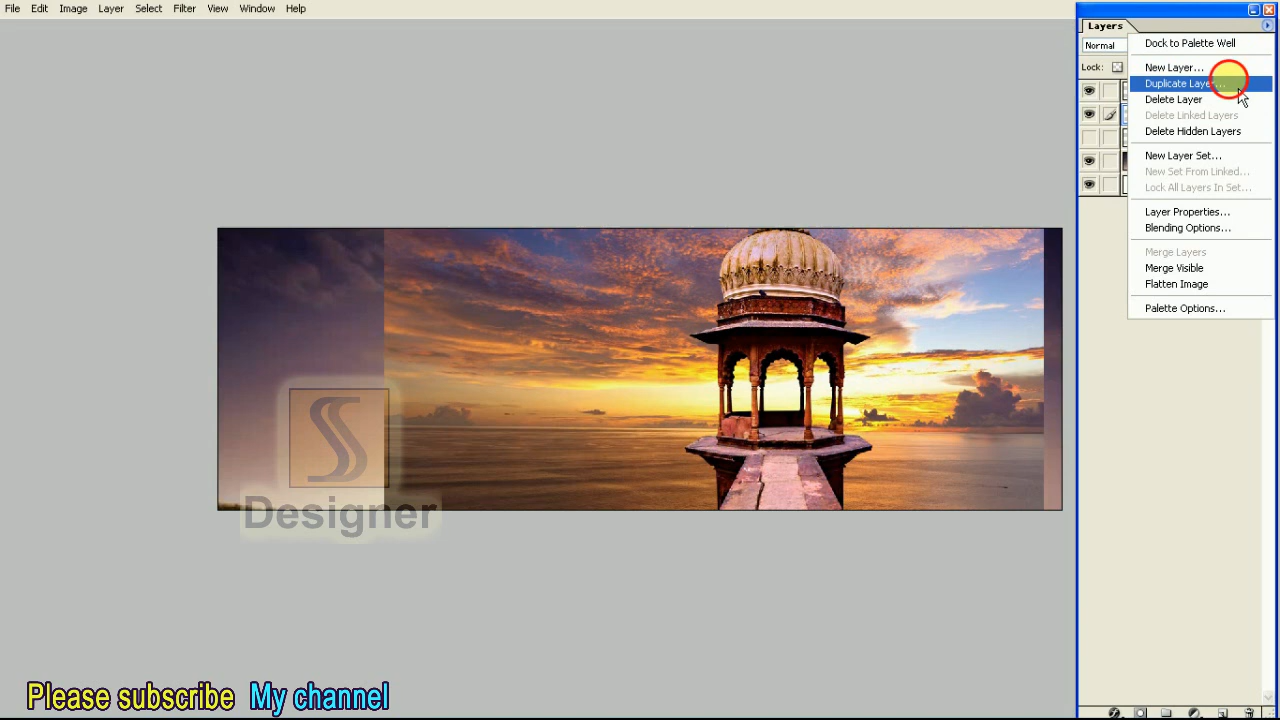 File Edit Image Layer Select Filter View Window Help
Layers
Normal
Lock:
Dock to Palette Well
New Layer...
Duplicate Layer...
Delete Layer
Delete Linked Layers
Delete Hidden Layers
New Layer Set...
New Set From Linked...
Lock All Layers In Set...
Layer Properties...
Blending Options...
Merge Layers
Merge Visible
Flatten Image
Palette Options...
Designer
Please subscribe My channel